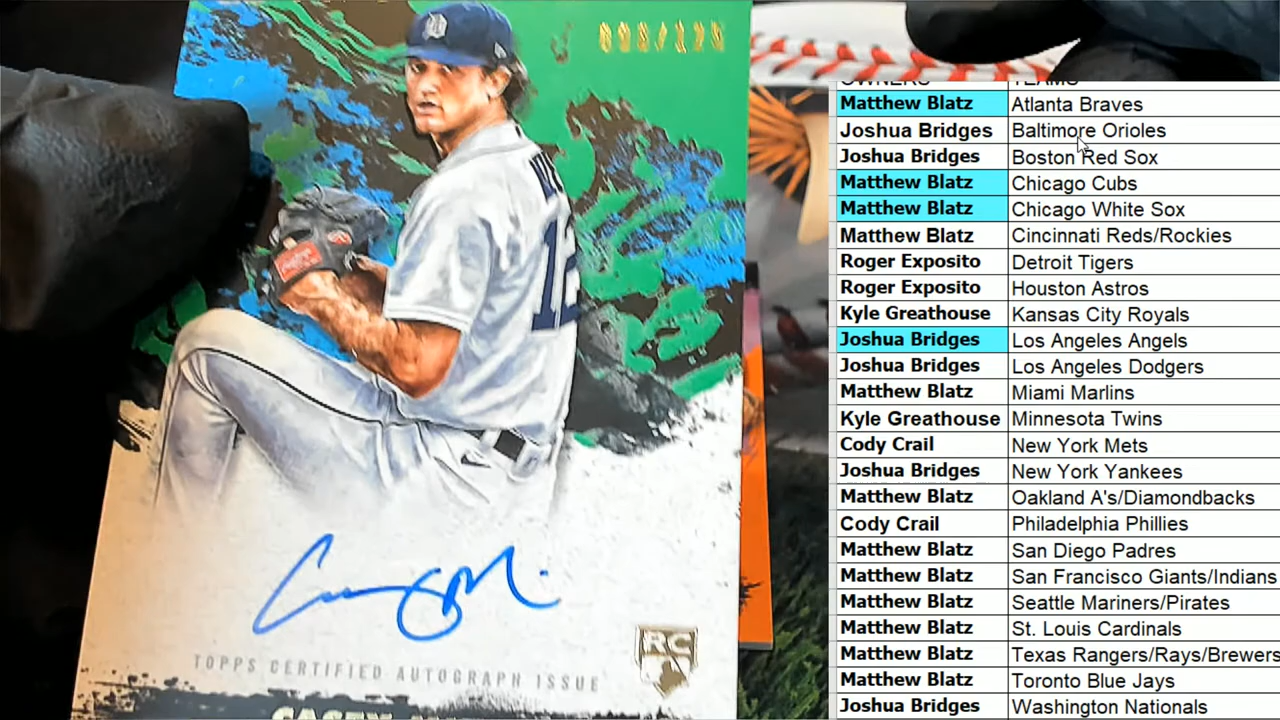 12
TOPPS CERTIFIED AUTOGRAPH ISSUE
RC
CASEY
OWNERS TEAMS
Matthew Blatz Atlanta Braves
Joshua Bridges Baltimore Orioles
Joshua Bridges Boston Red Sox
Matthew Blatz Chicago Cubs
Matthew Blatz Chicago White Sox
Matthew Blatz Cincinnati Reds/Rockies
Roger Exposito Detroit Tigers
Roger Exposito Houston Astros
Kyle Greathouse Kansas City Royals
Joshua Bridges Los Angeles Angels
Joshua Bridges Los Angeles Dodgers
Matthew Blatz Miami Marlins
Kyle Greathouse Minnesota Twins
Cody Crail New York Mets
Joshua Bridges New York Yankees
Matthew Blatz Oakland A's/Diamondbacks
Cody Crail Philadelphia Phillies
Matthew Blatz San Diego Padres
Matthew Blatz San Francisco Giants/Indians
Matthew Blatz Seattle Mariners/Pirates
Matthew Blatz St. Louis Cardinals
Matthew Blatz Texas Rangers/Rays/Brewers
Matthew Blatz Toronto Blue Jays
Joshua Bridges Washington Nationals